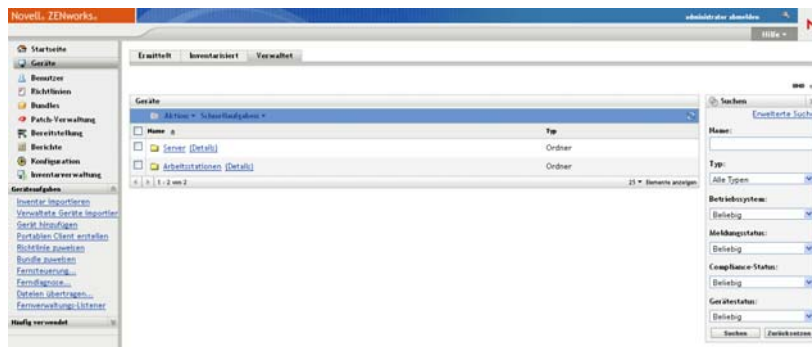 Novell® ZENworks®
administrator abmelden
Hilfe
Startseite
Geräte
Benutzer
Richtlinien
Bundles
Patch-Verwaltung
Bereitstellung
Berichte
Konfiguration
Inventarverwaltung
Geräteaufgaben
Inventar importieren
Verwaltete Geräte importier
Gerät hinzufügen
Portablen Client erstellen
Richtlinie zuweisen
Bundle zuweisen
Fernsteuerung...
Ferndiagnose...
Dateien übertragen...
Fernverwaltungs-Listener
Häufig verwendet
Ermittelt Inventarisiert Verwaltet
Geräte
Aktion Schnellaufgaben
Name Typ
Server (Details) Ordner
Arbeitsstationen (Details) Ordner
1 - 2 von 2 25 Elemente anzeigen
Suchen
Erweiterte Suche
Name:
Typ:
Alle Typen
Betriebssystem:
Beliebig
Meldungsstatus:
Beliebig
Compliance-Status:
Beliebig
Gerätestatus:
Beliebig
Suchen Zurücksetzen